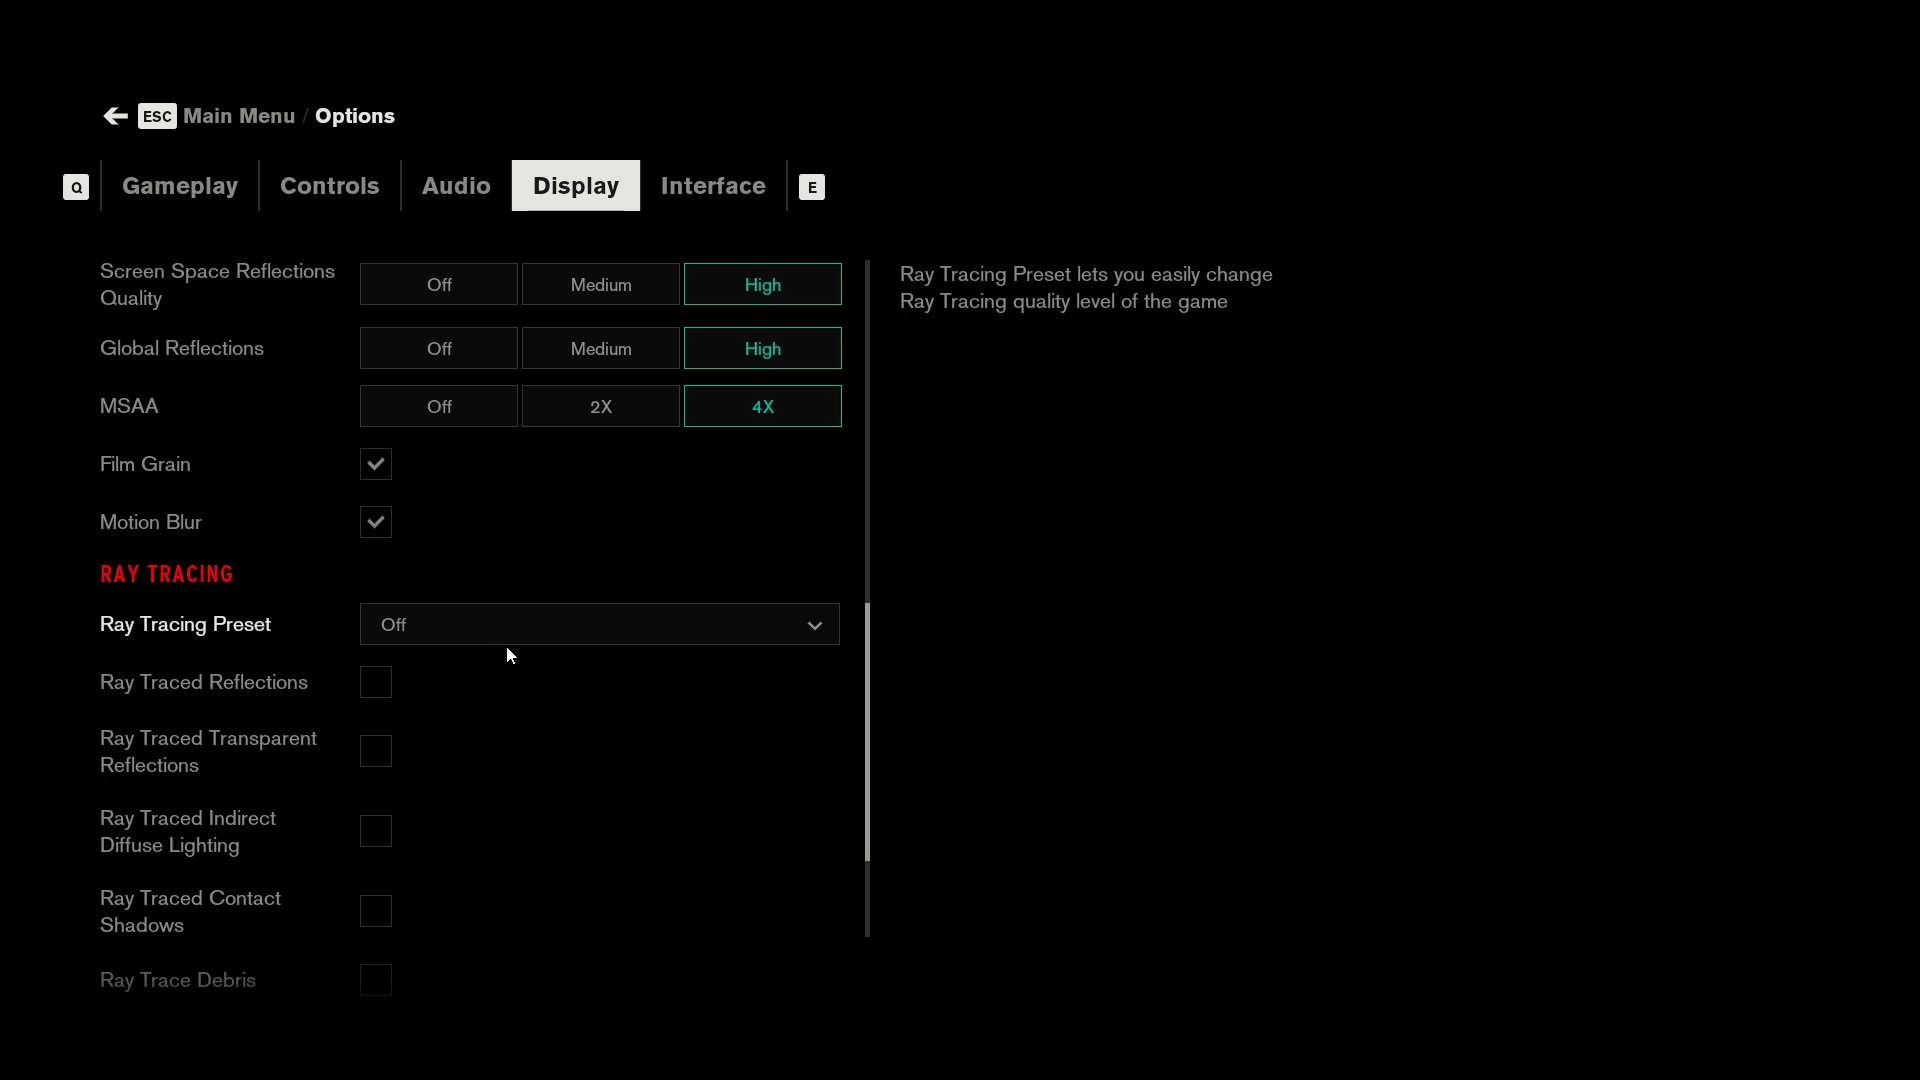 ESC Main Menu / Options
Q Gameplay Controls Audio Display Interface E
Screen Space Reflections
Quality
Off Medium High
Ray Tracing Preset lets you easily change
Ray Tracing quality level of the game
Global Reflections Off Medium High
MSAA Off 2X 4X
Film Grain
Motion Blur
RAY TRACING
Ray Tracing Preset Off
Ray Traced Reflections
Ray Traced Transparent
Reflections
Ray Traced Indirect
Diffuse Lighting
Ray Traced Contact
Shadows
Ray Trace Debris